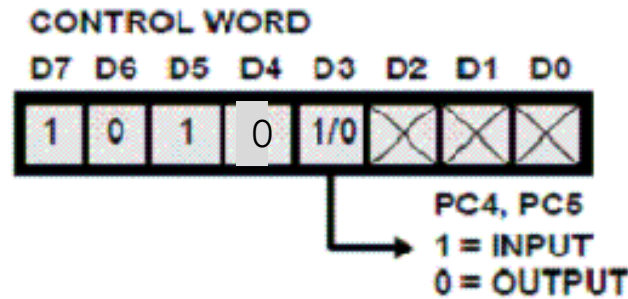 CONTROL WORD
D7 D6 D5 D4 D3 D2 D1 D0
1 0 1 0 1/0 X X X
PC4, PC5
1 = INPUT
0 = OUTPUT